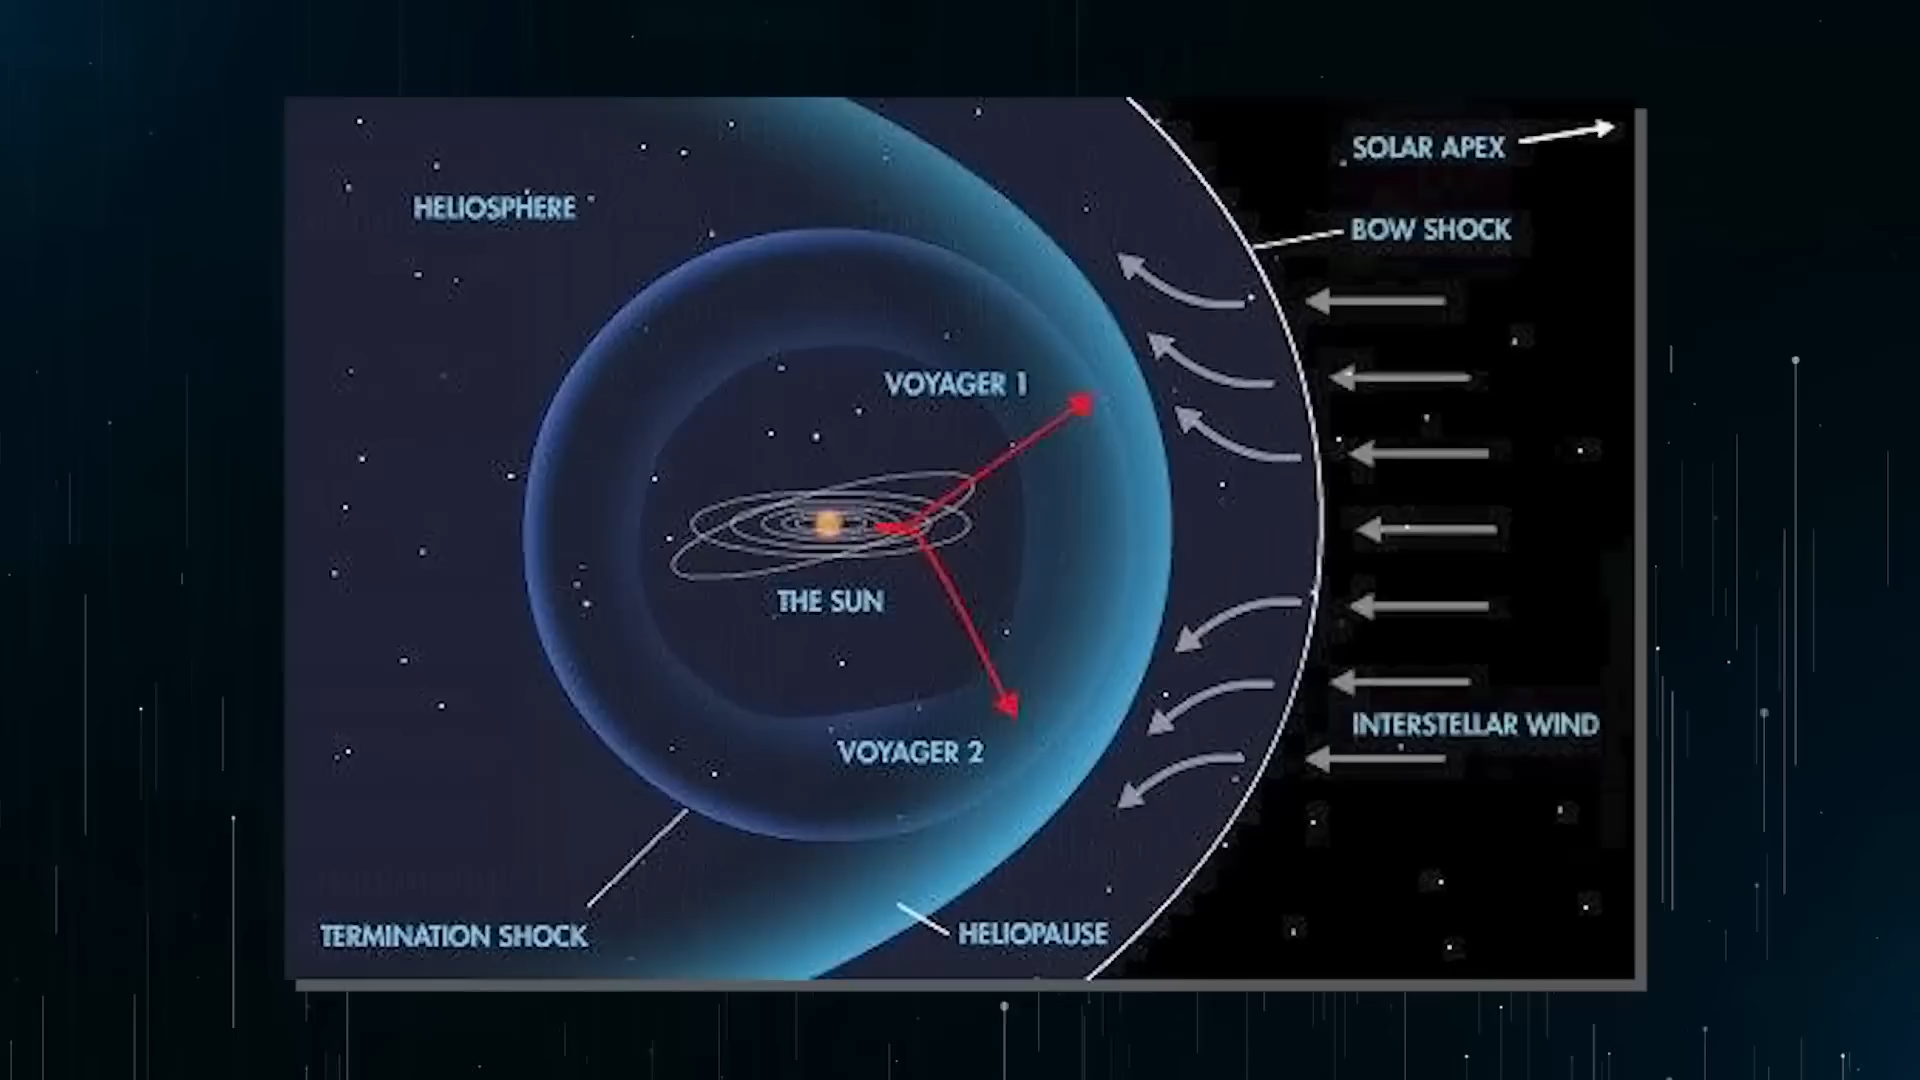 SOLAR APEX
HELIOSPHERE
BOW SHOCK
VOYAGER 1
THE SUN
INTERSTELLAR WIND
VOYAGER 2
TERMINATION SHOCK
HELIOPAUSE